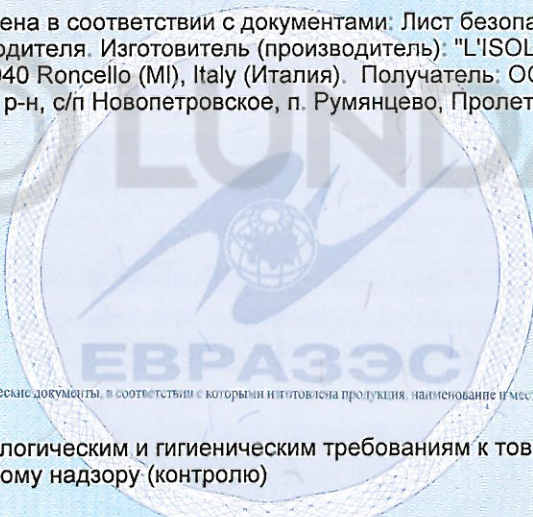 ена в соответствии с документами: Лист безопа
одителя. Изготовитель (производитель): "L'ISOL
040 Roncello (MI), Italy (Италия). Получатель: ОО
р-н, с/п Новопетровское, п. Румянцево, Пролет
LUNDA
ЕВРАЗЭС
еские документы, в соответствии с которыми изготовлена продукция, наименование и мес
логическим и гигиеническим требованиям к тов
ому надзору (контролю)